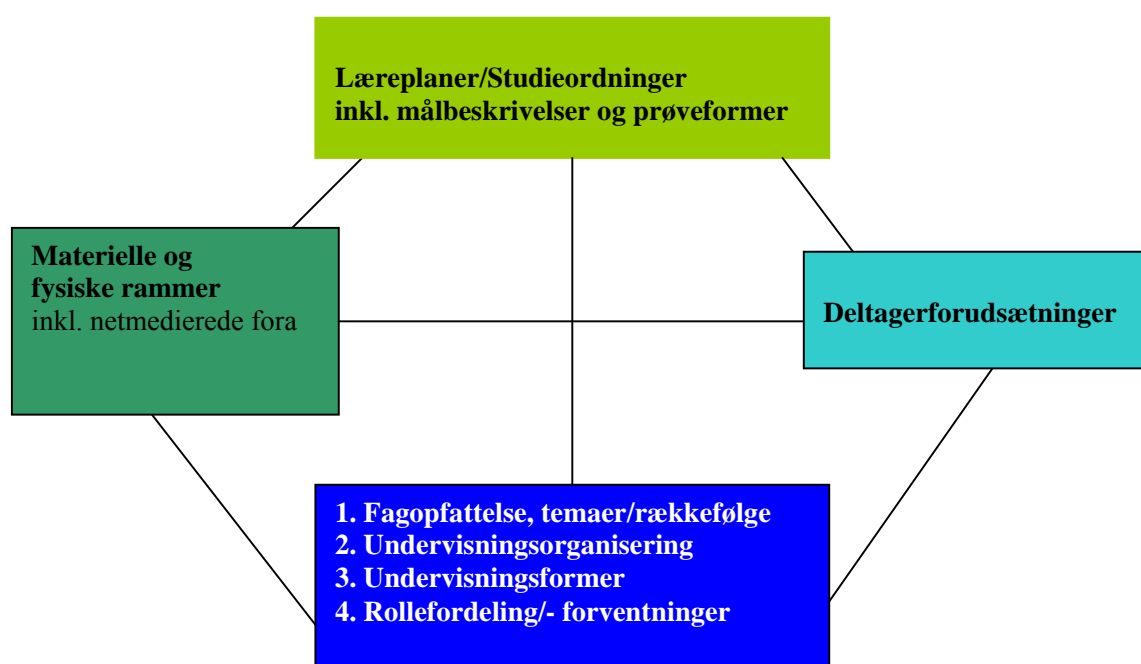 Læreplaner/Studieordninger
inkl. målbeskrivelser og prøveformer
Materielle og
fysiske rammer
inkl. netmedierede fora
Deltagerforudsætninger
1. Fagopfattelse, temaer/rækkefølge
2. Undervisningsorganisering
3. Undervisningsformer
4. Rollefordeling/- forventninger